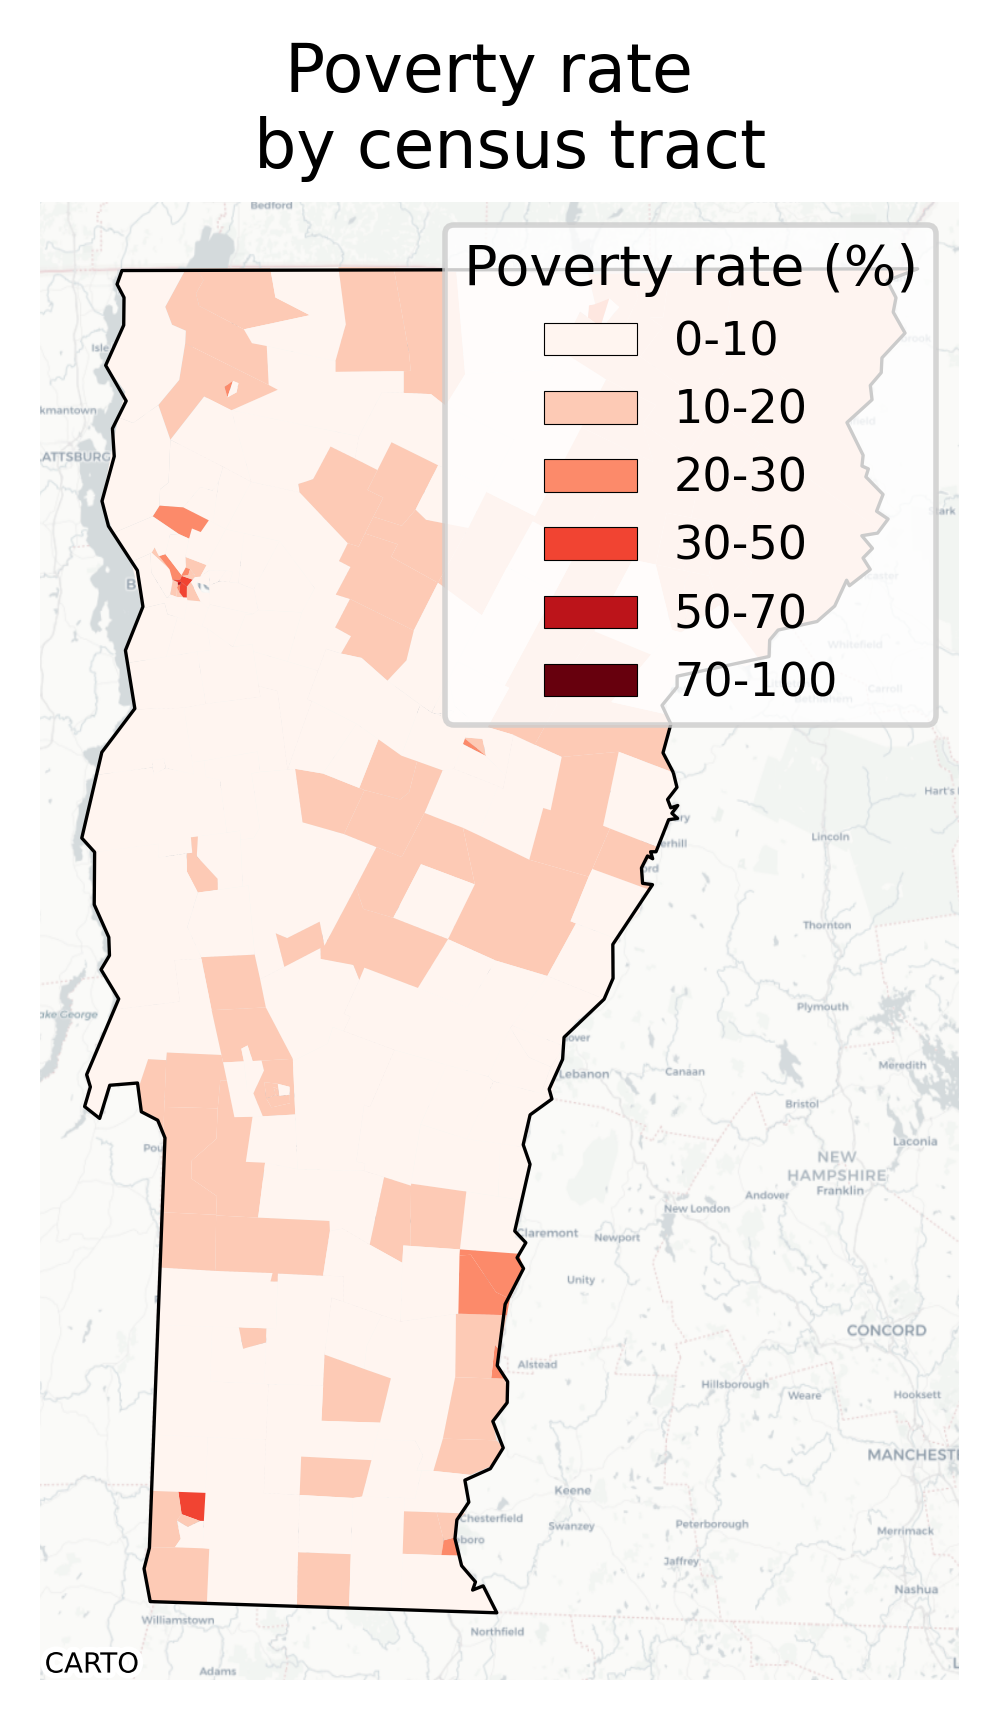 Poverty rate
by census tract
Bedford
Poverty rate (%)
0-10
10-20
20-30
30-50
50-70
70-100
Isle
kmantown
ATTSBURG
Stark
Whitefield
Carroll
Bethlehem
Hart's
Lincoln
erhill
Thornton
Plymouth
ake George
Lebanon
Canaan
Meredith
Bristol
Laconia
NEW
HAMPSHIRE
Franklin
Andover
New London
Claremont
Newport
Unity
CONCORD
Alstead
Hillsborough
Weare
Hooksett
MANCHEST
Keene
Chesterfield
Swanzey
Peterborough
Merrimack
boro
Jaffrey
Nashua
Williamstown
Northfield
Adams
CARTO